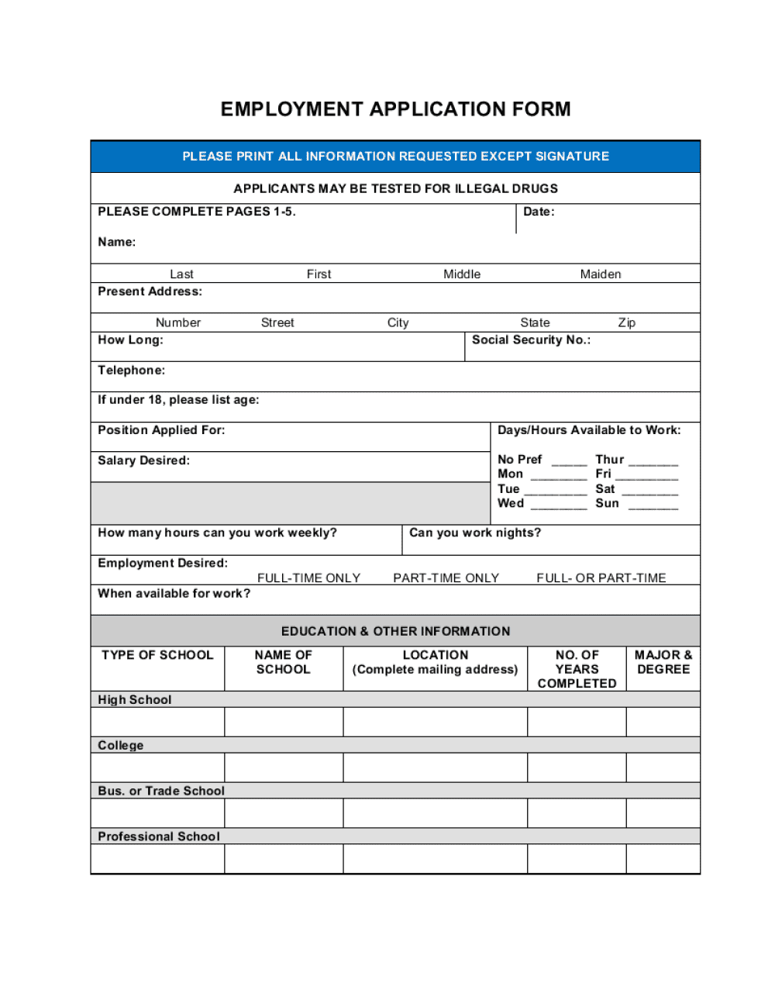 EMPLOYMENT APPLICATION FORM
PLEASE PRINT ALL INFORMATION REQUESTED EXCEPT SIGNATURE
APPLICANTS MAY BE TESTED FOR ILLEGAL DRUGS
PLEASE COMPLETE PAGES 1-5. Date:
Name:
Last First Middle Maiden
Present Address:
Number Street City State Zip
How Long: Social Security No.:
Telephone:
If under 18, please list age:
Position Applied For:
Salary Desired:
Days/Hours Available to Work:
No Pref _____ Thur _______
Mon ________ Fri _________
Tue _________ Sat ________
Wed ________ Sun _______
How many hours can you work weekly? Can you work nights?
Employment Desired:
FULL-TIME ONLY PART-TIME ONLY FULL- OR PART-TIME
When available for work?
EDUCATION & OTHER INFORMATION
TYPE OF SCHOOL
NAME OF
SCHOOL
LOCATION
(Complete mailing address)
NO. OF
YEARS
COMPLETED
MAJOR &
DEGREE
High School
College
Bus. or Trade School
Professional School